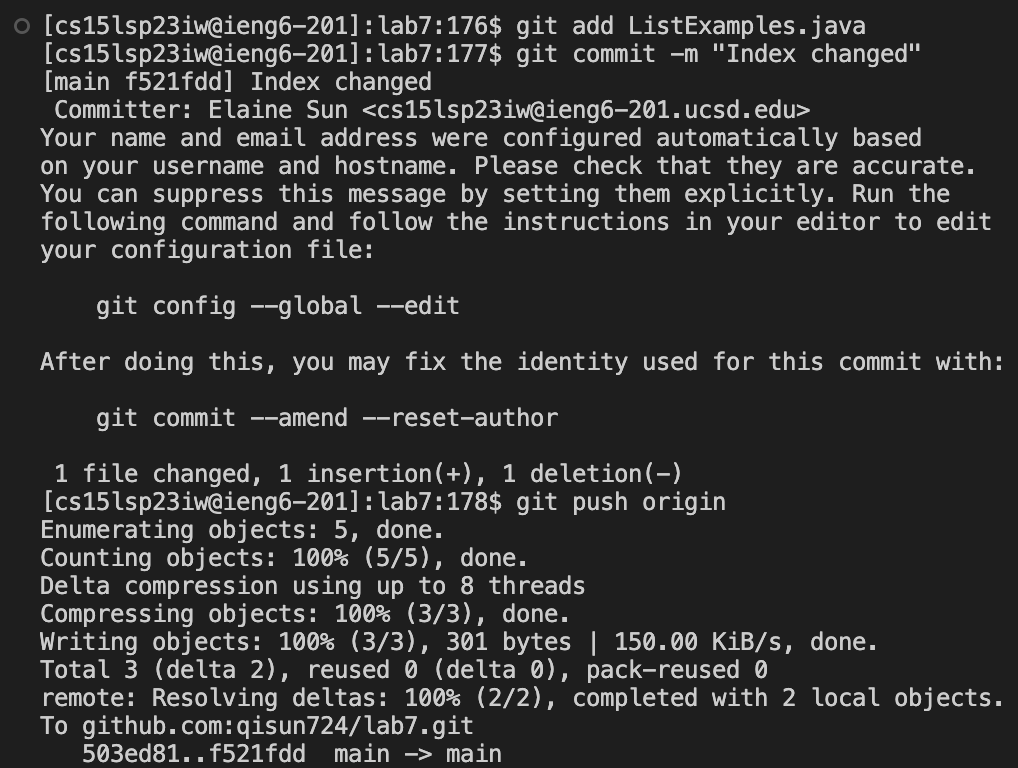 [cs15lsp23iw@ieng6-201]:lab7:176$ git add ListExamples.java
[cs15lsp23iw@ieng6-201]:lab7:177$ git commit -m "Index changed"
[main f521fdd] Index changed
 Committer: Elaine Sun <cs15lsp23iw@ieng6-201.ucsd.edu>
Your name and email address were configured automatically based
on your username and hostname. Please check that they are accurate.
You can suppress this message by setting them explicitly. Run the
following command and follow the instructions in your editor to edit
your configuration file:

    git config --global --edit

After doing this, you may fix the identity used for this commit with:

    git commit --amend --reset-author

 1 file changed, 1 insertion(+), 1 deletion(-)
[cs15lsp23iw@ieng6-201]:lab7:178$ git push origin
Enumerating objects: 5, done.
Counting objects: 100% (5/5), done.
Delta compression using up to 8 threads
Compressing objects: 100% (3/3), done.
Writing objects: 100% (3/3), 301 bytes | 150.00 KiB/s, done.
Total 3 (delta 2), reused 0 (delta 0), pack-reused 0
remote: Resolving deltas: 100% (2/2), completed with 2 local objects.
To github.com:qisun724/lab7.git
   503ed81..f521fdd  main -> main